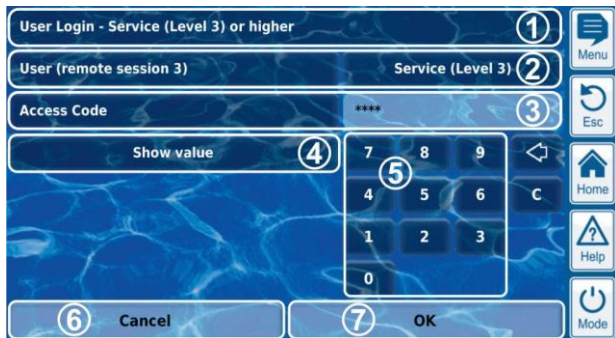 User Login - Service (Level 3) or higher 1
Menu
User (remote session 3) Service (Level 3) 2
Access Code **** 3
Esc
Show value 4
7 8 9
5
4 5 6 C
Home
1 2 3
Help
0
6 Cancel 7 OK
Mode